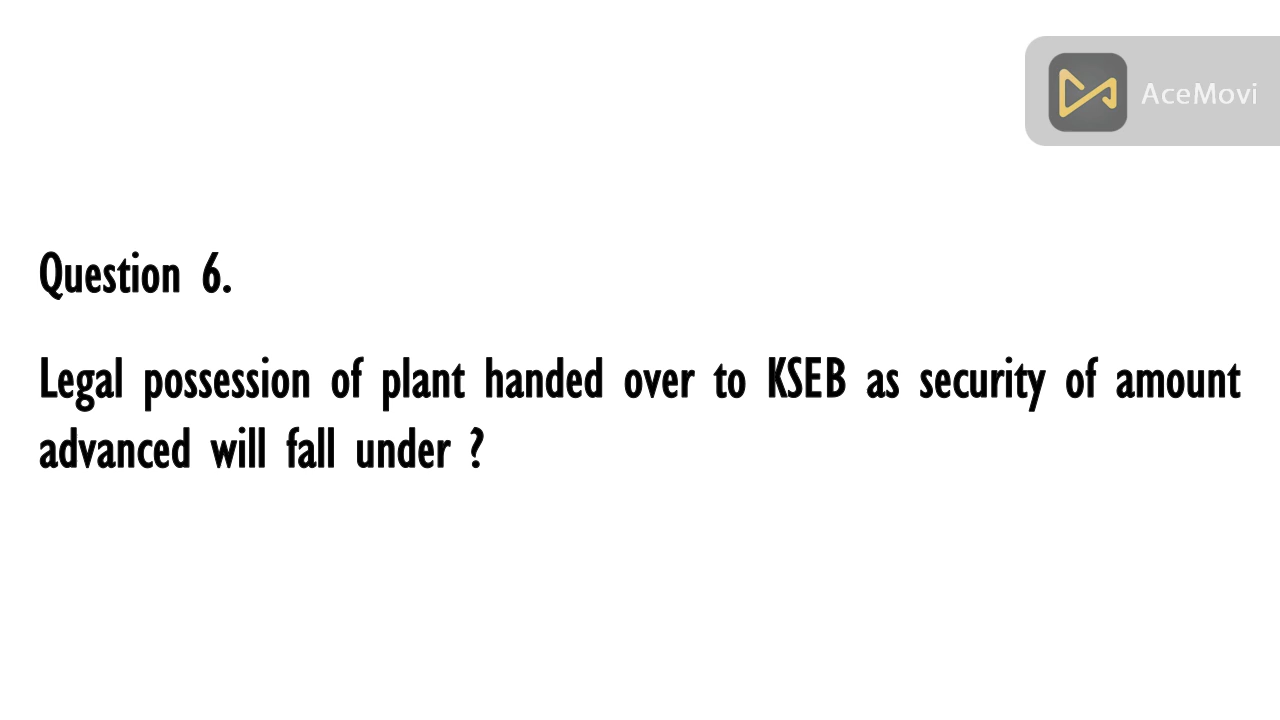 AceMovi
Question 6.
Legal possession of plant handed over to KSEB as security of amount
advanced will fall under ?